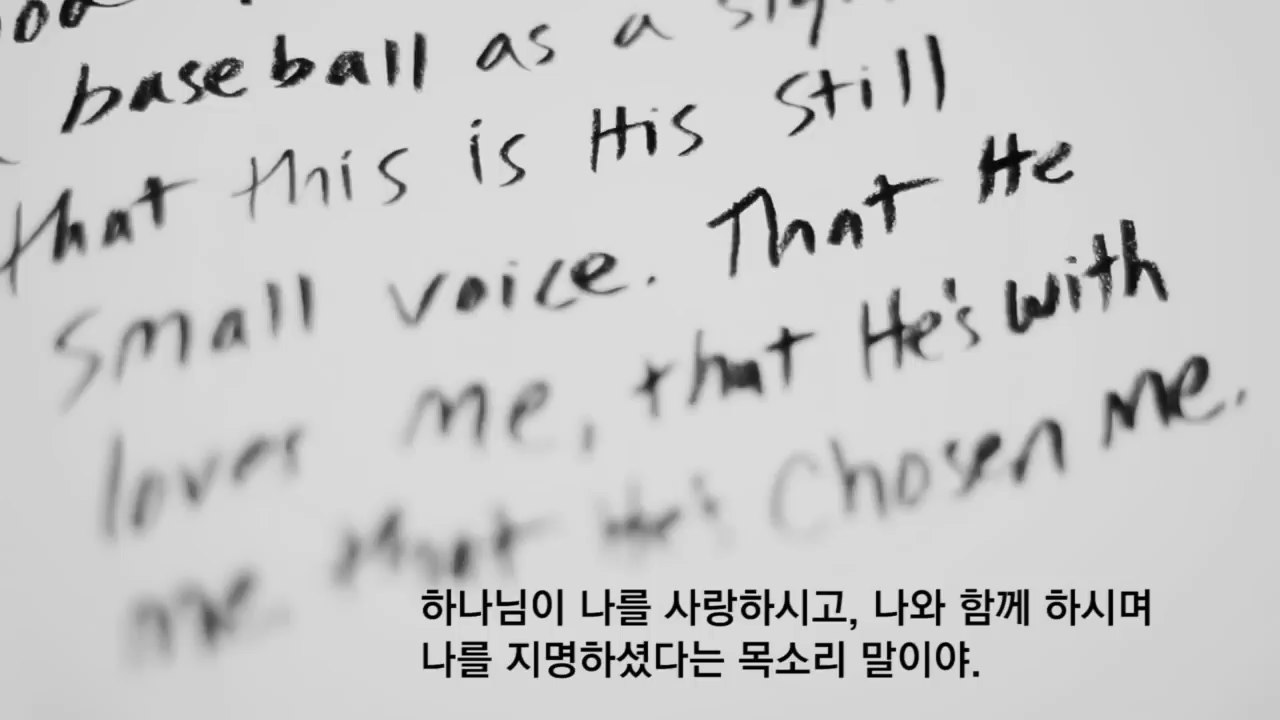 baseball as a
that this is His still
small voice. That He
loves me, that He's with
me that He's chosen me.
하나님이 나를 사랑하시고, 나와 함께 하시며
나를 지명하셨다는 목소리 말이야.